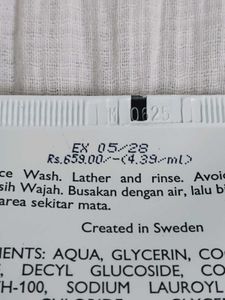 K 0625
EX 05/28
Rs.659.00/-(4.39/ml)
ce Wash. Lather and rinse. Avoi
sih Wajah. Busakan dengan air, lalu bi
area sekitar mata.
Created in Sweden
ENTS: AQUA, GLYCERIN, CO
, DECYL GLUCOSIDE, CO
TH-100, SODIUM LAUROYL